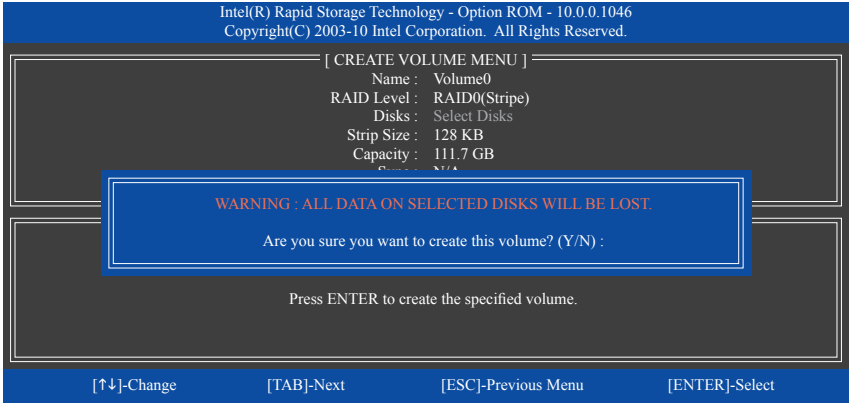 Intel(R) Rapid Storage Technology - Option ROM - 10.0.0.1046
Copyright(C) 2003-10 Intel Corporation. All Rights Reserved.
[ CREATE VOLUME MENU ]
Name : Volume0
RAID Level : RAID0(Stripe)
Disks : Select Disks
Strip Size : 128 KB
Capacity : 111.7 GB
Sync : N/A
WARNING : ALL DATA ON SELECTED DISKS WILL BE LOST.
Are you sure you want to create this volume? (Y/N) :
Press ENTER to create the specified volume.
[↑↓]-Change [TAB]-Next [ESC]-Previous Menu [ENTER]-Select